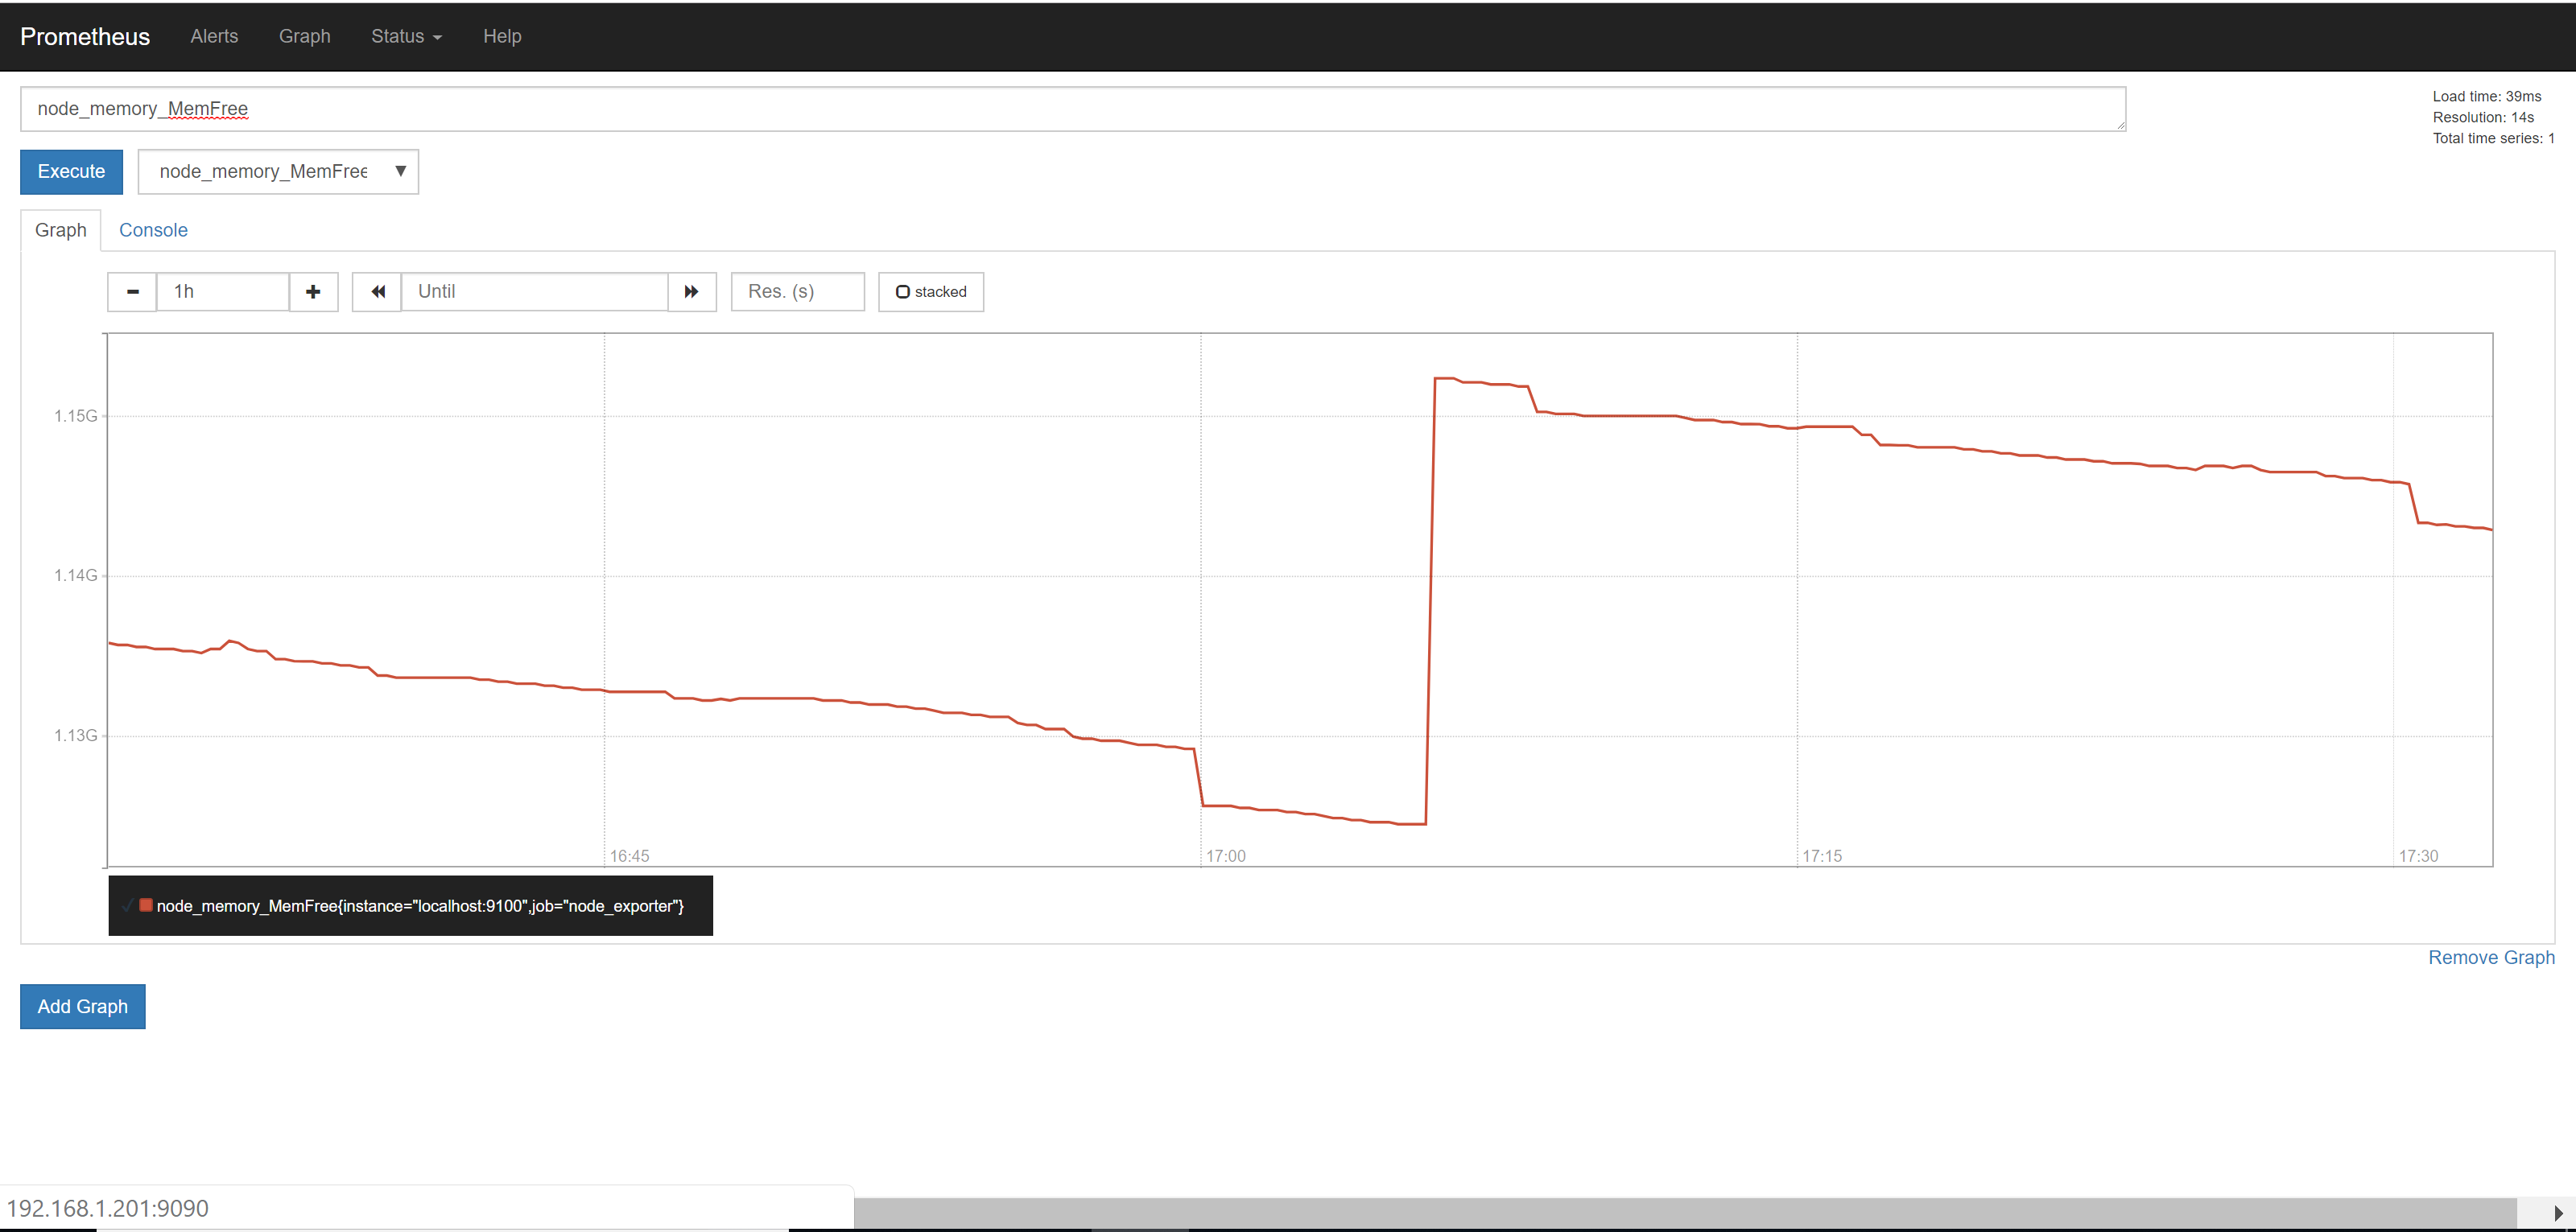 Prometheus Alerts Graph Status Help
node_memory_MemFree
Load time: 39ms
Resolution: 14s
Total time series: 1
Execute node_memory_MemFree
Graph Console
1h Until Res. (s) stacked
1.15G
1.14G
1.13G
16:45 17:00 17:15 17:30
node_memory_MemFree{instance="localhost:9100",job="node_exporter"}
Remove Graph
Add Graph
192.168.1.201:9090